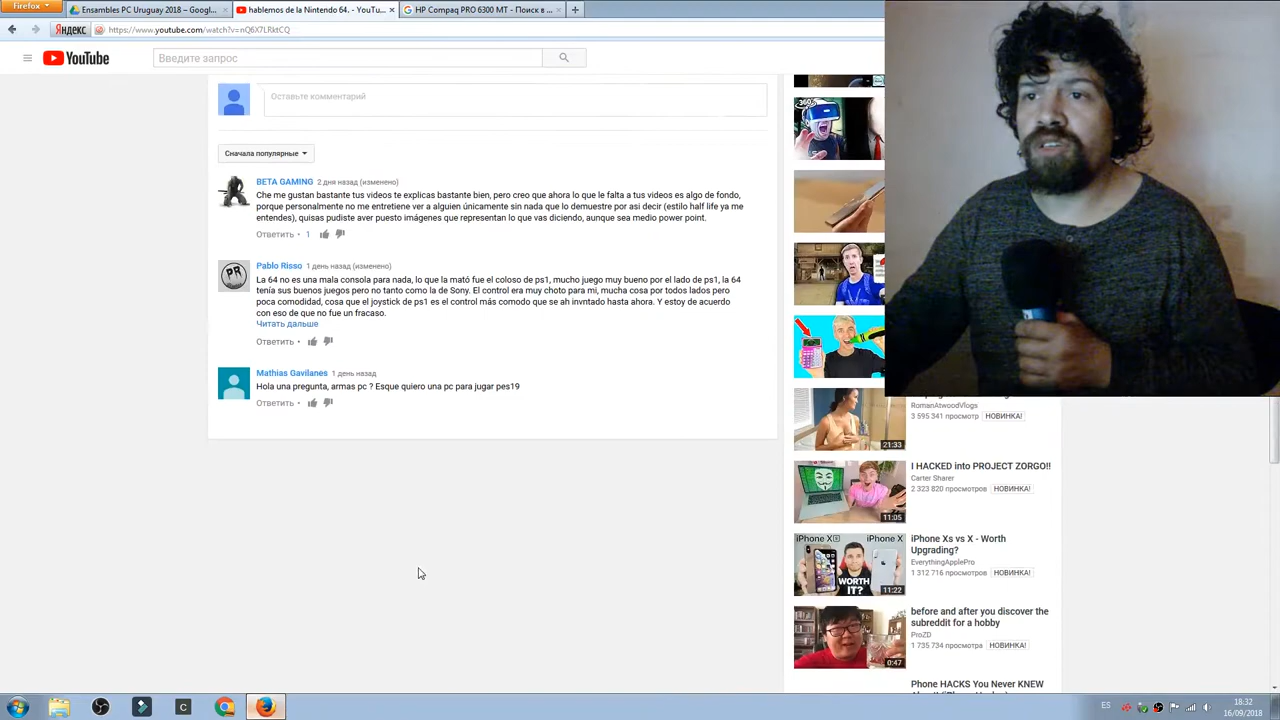 Firefox
Ensambles PC Uruguay 2018 – Googl...
hablemos de la Nintendo 64. - YouTu...
HP Compaq PRO 6300 MT - Поиск в ...
Яндекс
https://www.youtube.com/watch?v=nQ6X7LRktCQ
YouTube
Введите запрос
Оставьте комментарий
Сначала популярные
BETA GAMING 2 дня назад (изменено)
Che me gustan bastante tus videos te explicas bastante bien, pero creo que ahora lo que le falta a tus videos es algo de fondo,
porque personalmente no me entretiene ver a alguien únicamente sin nada que lo demuestre por asi decir (estilo half life ya me
entendes), quisas pudiste aver puesto imágenes que representan lo que vas diciendo, aunque sea medio power point.
Ответить • 1
Pablo Risso 1 день назад (изменено)
La 64 no es una mala consola para nada, lo que la mató fue el coloso de ps1, mucho juego muy bueno por el lado de ps1, la 64
tenía sus buenos juegos pero no tanto como la de Sony. El control era muy choto para mi, mucha cosa por todos lados pero
poca comodidad, cosa que el joystick de ps1 es el control más comodo que se ah invntado hasta ahora. Y estoy de acuerdo
con eso de que no fue un fracaso.
Читать дальше
Ответить •
Mathias Gavilanes 1 день назад
Hola una pregunta, armas pc ? Esque quiero una pc para jugar pes19
Ответить •
360°
RomanAtwoodVlogs
3 595 341 просмотр НОВИНКА!
21:33
I HACKED into PROJECT ZORGO!!
Carter Sharer
2 323 820 просмотров НОВИНКА!
11:05
iPhone XS iPhone X
WORTH
IT?
11:22
iPhone Xs vs X - Worth
Upgrading?
EverythingApplePro
1 312 716 просмотров НОВИНКА!
before and after you discover the
subreddit for a hobby
ProZD
1 735 734 просмотра НОВИНКА!
0:47
Phone HACKS You Never KNEW
ES
18:32
16/09/2018